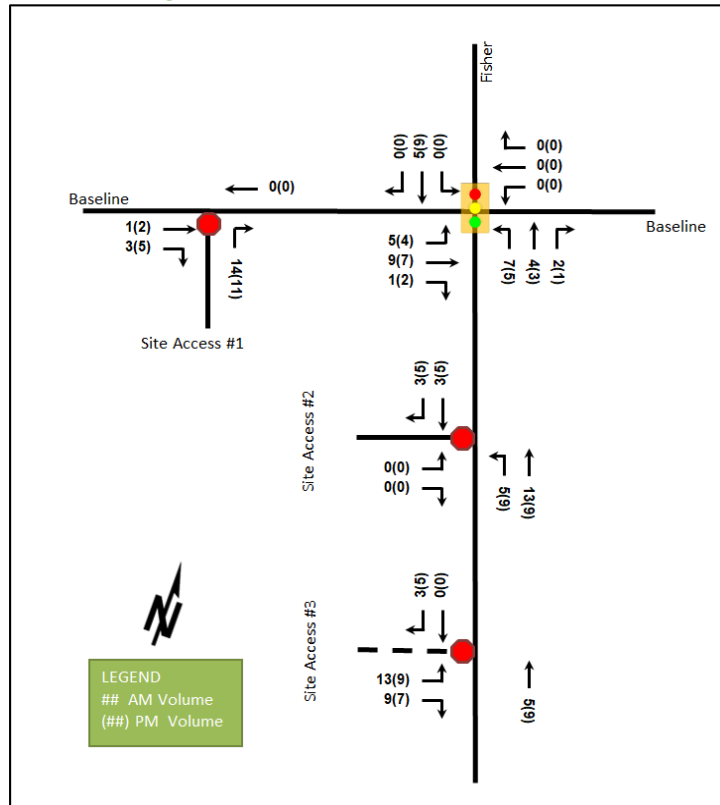 Fisher
0(0)
5(9)
0(0)
0(0)
0(0)
0(0)
0(0)
Baseline
Baseline
1(2)
3(5)
14(11)
5(4)
9(7)
1(2)
7(5)
4(3)
2(1)
Site Access #1
3(5)
3(5)
Site Access #2
0(0)
0(0)
5(9)
13(9)
3(5)
0(0)
Site Access #3
13(9)
9(7)
5(9)
N
LEGEND
## AM Volume
(##) PM Volume